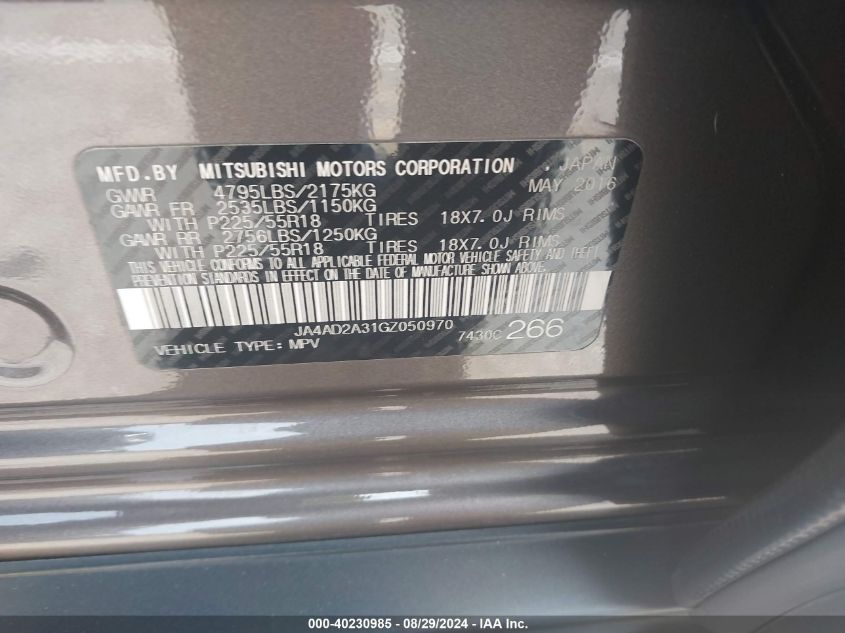 MFD.BY MITSUBISHI MOTORS CORPORATION . JAPAN
GVWR 4795LBS/2175KG MAY 2016
GAWR FR 2535LBS/1150KG
WITH P225/55R18 TIRES 18X7.0J RIMS
GAWR RR 2756LBS/1250KG
WITH P225/55R18 TIRES 18X7.0J RIMS
THIS VEHICLE CONFORMS TO ALL APPLICABLE FEDERAL MOTOR VEHICLE SAFETY AND THEFT
PREVENTION STANDARDS IN EFFECT ON THE DATE OF MANUFACTURE SHOWN ABOVE.
JA4AD2A31GZ050970
VEHICLE TYPE: MPV 7430C 266
000-40230985 - 08/29/2024 - IAA Inc.